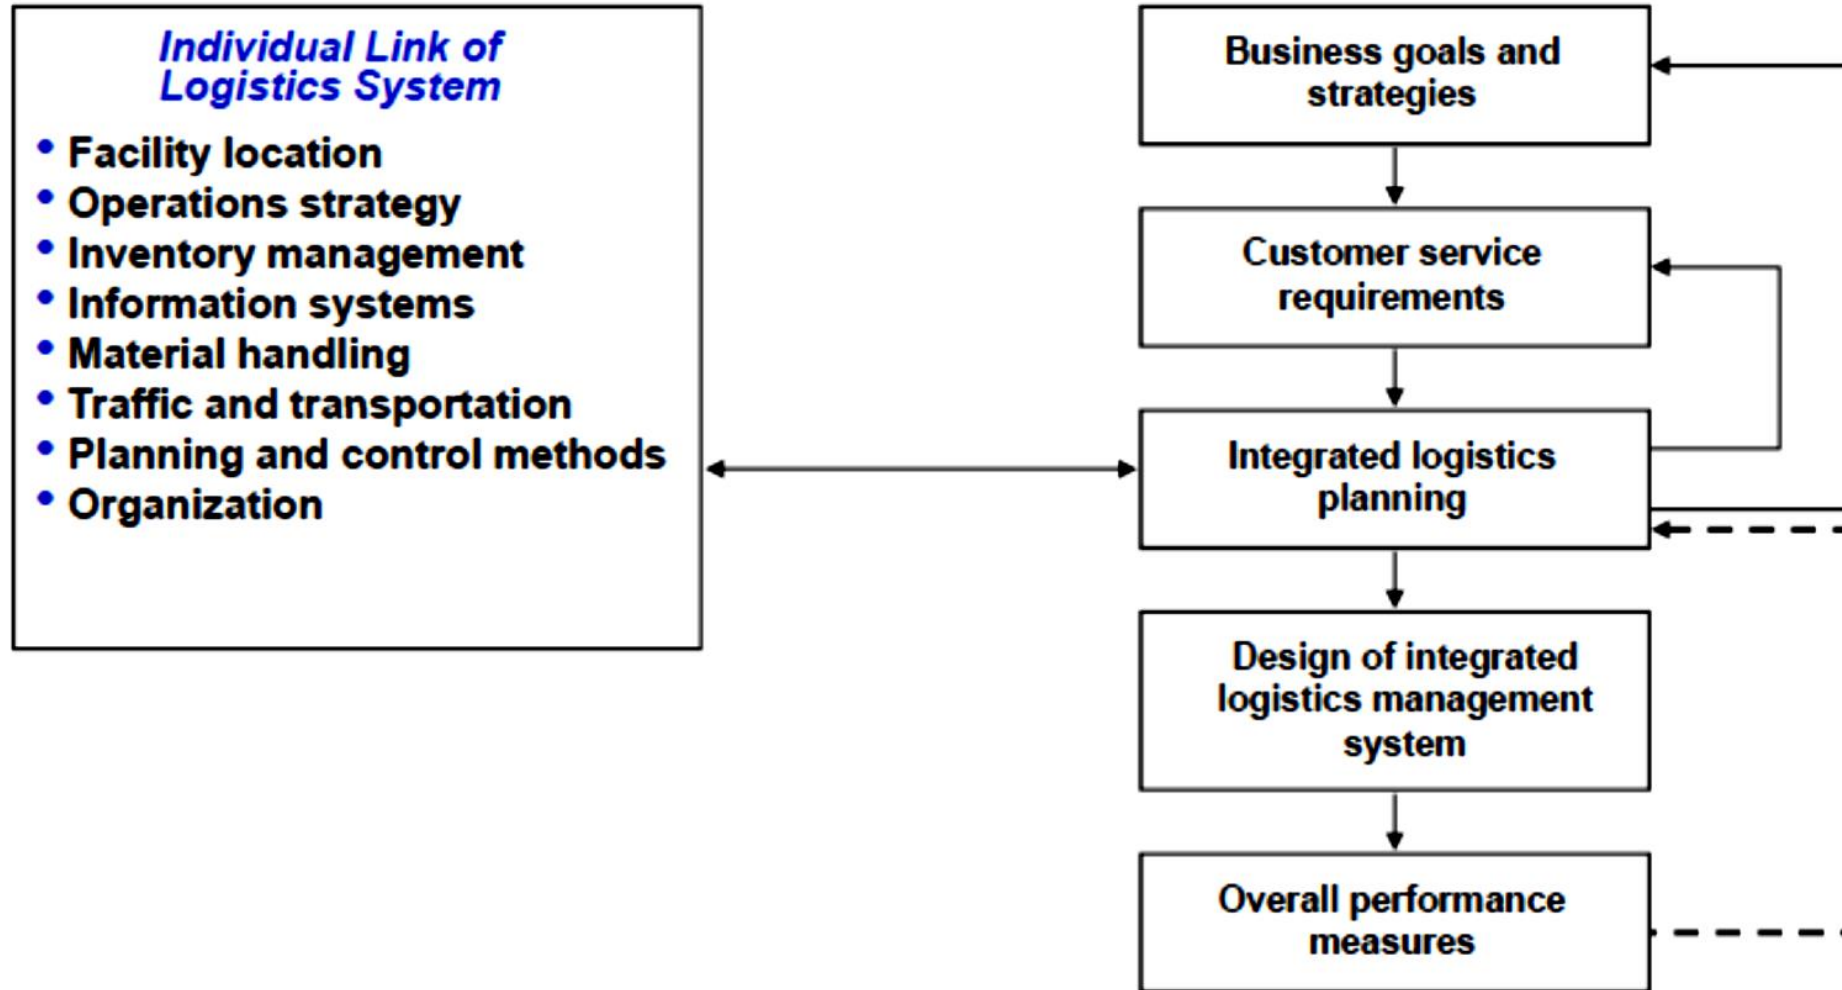 Individual Link of
Logistics System
• Facility location
• Operations strategy
• Inventory management
• Information systems
• Material handling
• Traffic and transportation
• Planning and control methods
• Organization
Business goals and
strategies
Customer service
requirements
Integrated logistics
planning
Design of integrated
logistics management
system
Overall performance
measures